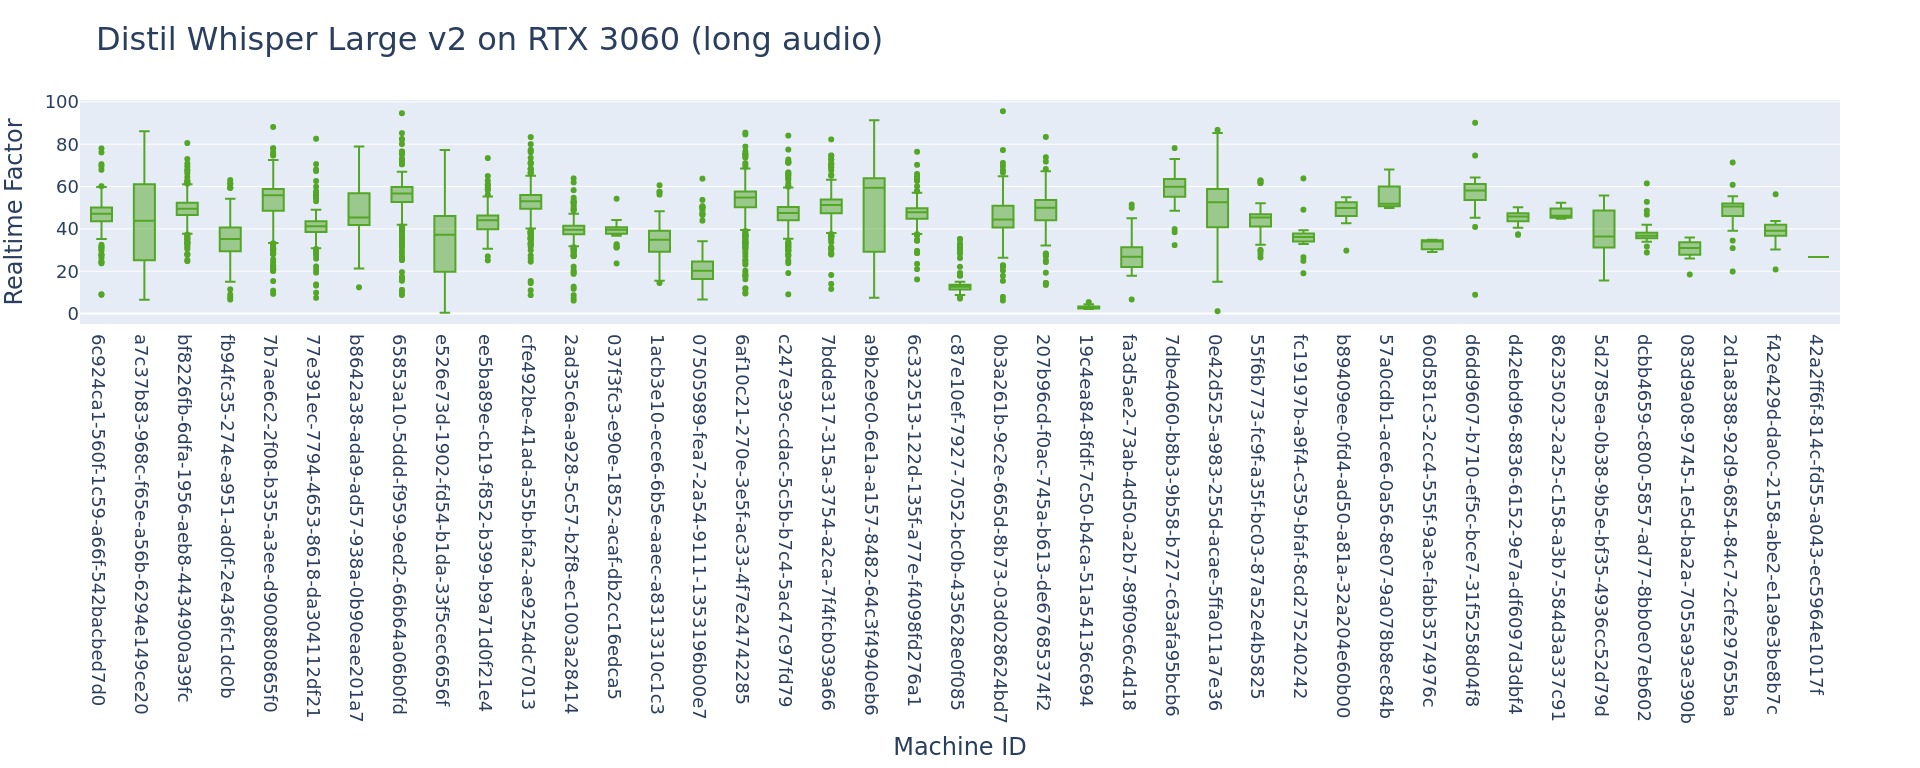 Distil Whisper Large v2 on RTX 3060 (long audio)
Realtime Factor
100
80
60
40
20
0
6c924ca1-560f-1c59-a66f-542bacbed7d0
a7c37b83-968c-f65e-a56b-6294e149ce20
bf8226fb-6dfa-1956-aeb8-4434900a39fc
fb94fc35-274e-a951-ad0f-2e436fc1dc0b
7b7ae6c2-2f08-b355-a3ee-d900880865f0
77e391ec-7794-4653-8618-da304112df21
b8642a38-ada9-ad57-938a-0b90eae201a7
65853a10-5ddd-f959-9ed2-66b64a06b0fd
e526e73d-1902-fd54-b1da-33f5cec6656f
ee5ba89e-cb19-f852-b399-b9a71d0f21e4
cfe492be-41ad-a55b-bfa2-ae9254dc7013
2ad35c6a-a928-5c57-b2f8-ec1003a28414
037f3fc3-e90e-1852-acaf-db2cc16edca5
1acb3e10-ece6-6b5e-aaec-a8313310c1c3
07505989-fea7-2a54-9111-1353196b00e7
6af10c21-270e-3e5f-ac33-4f7e24742285
c247e39c-cdac-5c5b-b7c4-5ac47c97fd79
7bdde317-315a-3754-a2ca-7f4fcb039a66
a9b2e9c0-6e1a-a157-8482-64c3f4940eb6
6c332513-122d-135f-a77e-f4098fd276a1
c87e10ef-7927-7052-bc0b-435628e0f085
0b3a261b-9c2e-665d-8b73-03d028624bd7
207b96cd-f0ac-745a-b613-de67685374f2
19c4ea84-8fdf-7c50-b4ca-51a54136c694
fa3d5ae2-73ab-4d50-a2b7-89f09c6c4d18
7dbe4060-b8b3-9b58-b727-c63afa95bcb6
0e42d525-a983-255d-acae-5ffa011a7e36
55f6b773-fc9f-a35f-bc03-87a52e4b5825
fc19197b-a9f4-c359-bfaf-8cd275240242
b89409ee-0fd4-ad50-a81a-32a204e60b00
57a0cdb1-ace6-0a56-8e07-9a078b8ec84b
60d581c3-2cc4-555f-9a3e-fabb3574976c
d6dd9607-b710-ef5c-bce7-31f5258d04f8
d42ebd96-8836-6152-9e7a-df6097d3dbf4
86235023-2a25-c158-a3b7-584d3a337c91
5d2785ea-0b38-9b5e-bf35-4936cc52d79d
dcbb4659-c800-5857-ad77-8bb0e07eb602
083d9a08-9745-1e5d-ba2a-7055a93e390b
2d1a8388-92d9-6854-84c7-2cfe297655ba
f42e429d-da0c-2158-abe2-e1a9e3be8b7c
42a2ff6f-814c-fd55-a043-ec5964e1017f
Machine ID